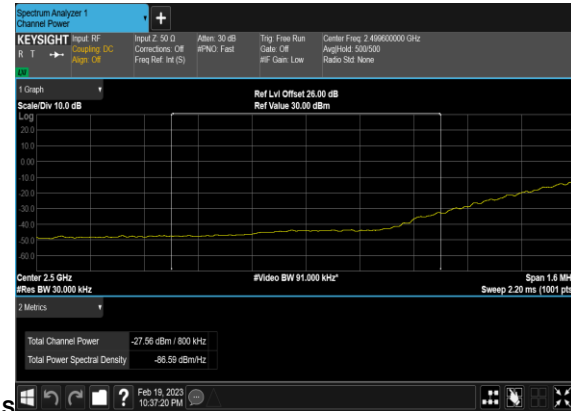 Spectrum Analyzer 1
Channel Power
+
KEYSIGHT Input: RF Input Z: 50 Ω Atten: 30 dB Trig: Free Run Center Freq: 2.499600000 GHz
R T Coupling: DC Corrections: Off #PNO: Fast Gate: Off Avg|Hold: 500/500
Align: Off Freq Ref: Int (S) #IF Gain: Low Radio Std: None
1 Graph Ref Lvl Offset 26.00 dB
Scale/Div 10.0 dB Ref Value 30.00 dBm
Log
20.0
10.0
0.00
-10.0
-20.0
-30.0
-40.0
-50.0
-60.0
Center 2.5 GHz #Video BW 91.000 kHz* Span 1.6 MH
#Res BW 30.000 kHz Sweep 2.20 ms (1001 pts
2 Metrics
Total Channel Power -27.56 dBm / 800 kHz
Total Power Spectral Density -86.59 dBm/Hz
S ? Feb 19, 2023
10:37:20 PM